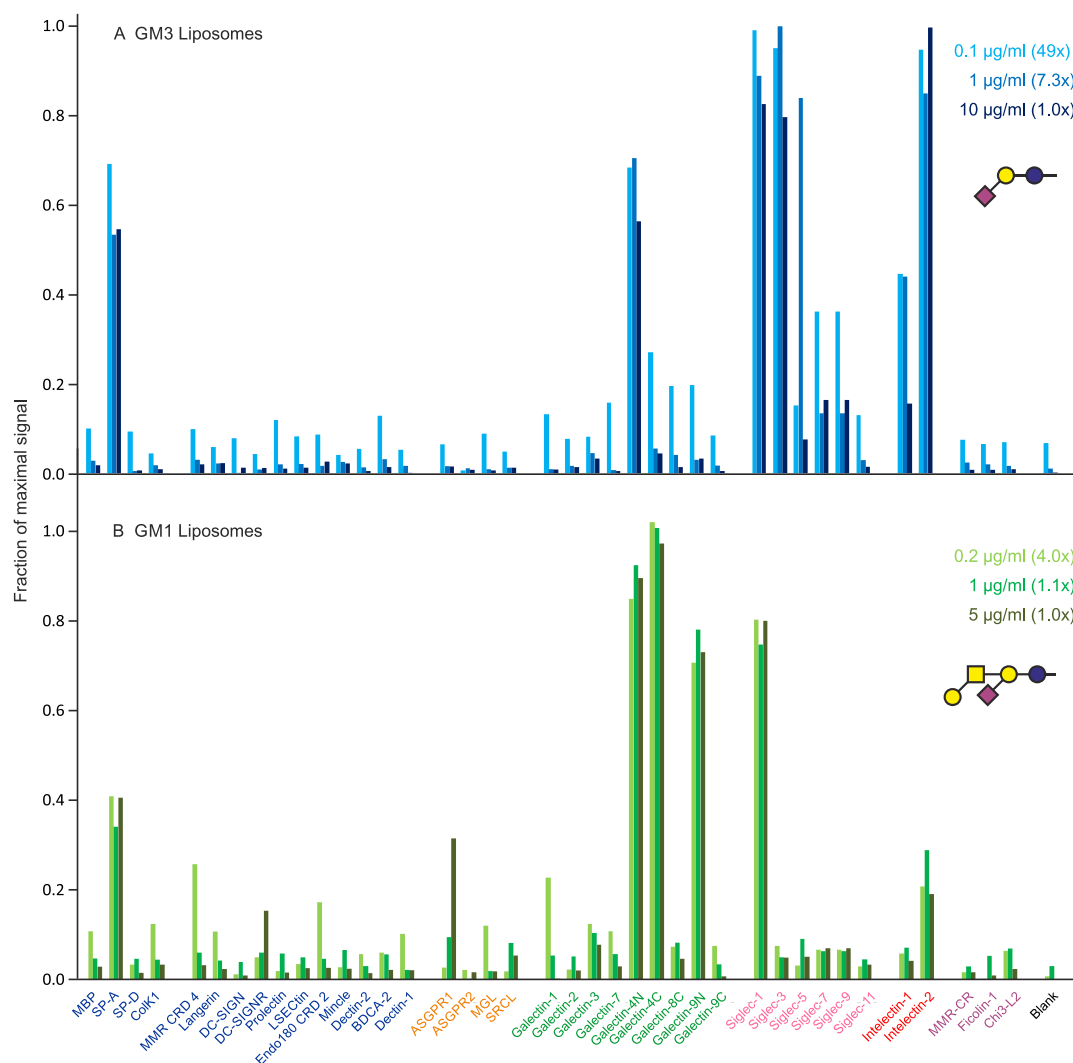 A GM3 Liposomes
0.1 µg/ml (49x)
1 µg/ml (7.3x)
10 µg/ml (1.0x)
1.0
0.8
0.6
0.4
0.2
0.0
Fraction of maximal signal
B GM1 Liposomes
0.2 µg/ml (4.0x)
1 µg/ml (1.1x)
5 µg/ml (1.0x)
1.0
0.8
0.6
0.4
0.2
0.0
MBP
SP-A
SP-D
ColK1
MMR CRD 4
Langerin
DC-SIGN
DC-SIGNR
Prolectin
LSECtin
Endo180 CRD 2
Mincle
Dectin-2
BDCA-2
Dectin-1
ASGPR1
ASGPR2
MGL
SRCL
Galectin-1
Galectin-2
Galectin-3
Galectin-7
Galectin-4N
Galectin-4C
Galectin-8C
Galectin-9N
Galectin-9C
Siglec-1
Siglec-3
Siglec-5
Siglec-7
Siglec-9
Siglec-11
Intelectin-1
Intelectin-2
MMR-CR
Ficolin-1
Chi3-L2
Blank